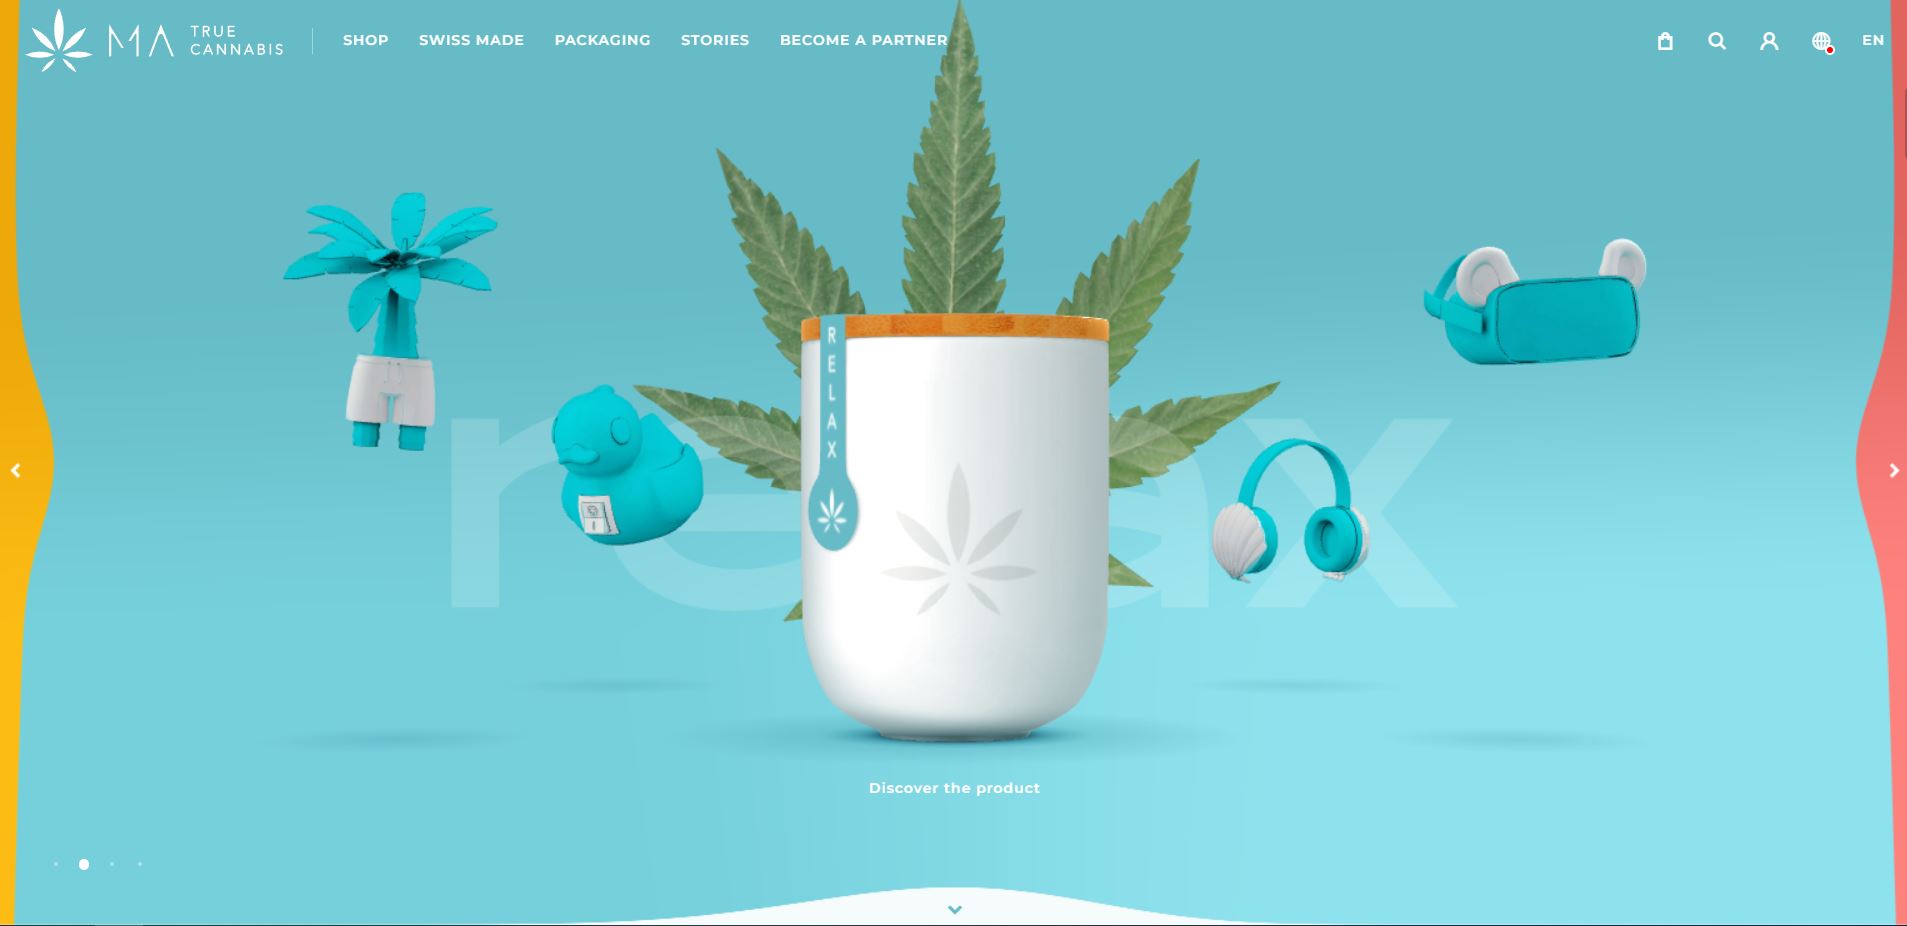 MA TRUE
CANNABIS
SHOP SWISS MADE PACKAGING STORIES BECOME A PARTNER
EN
RELAX
relax
Discover the product